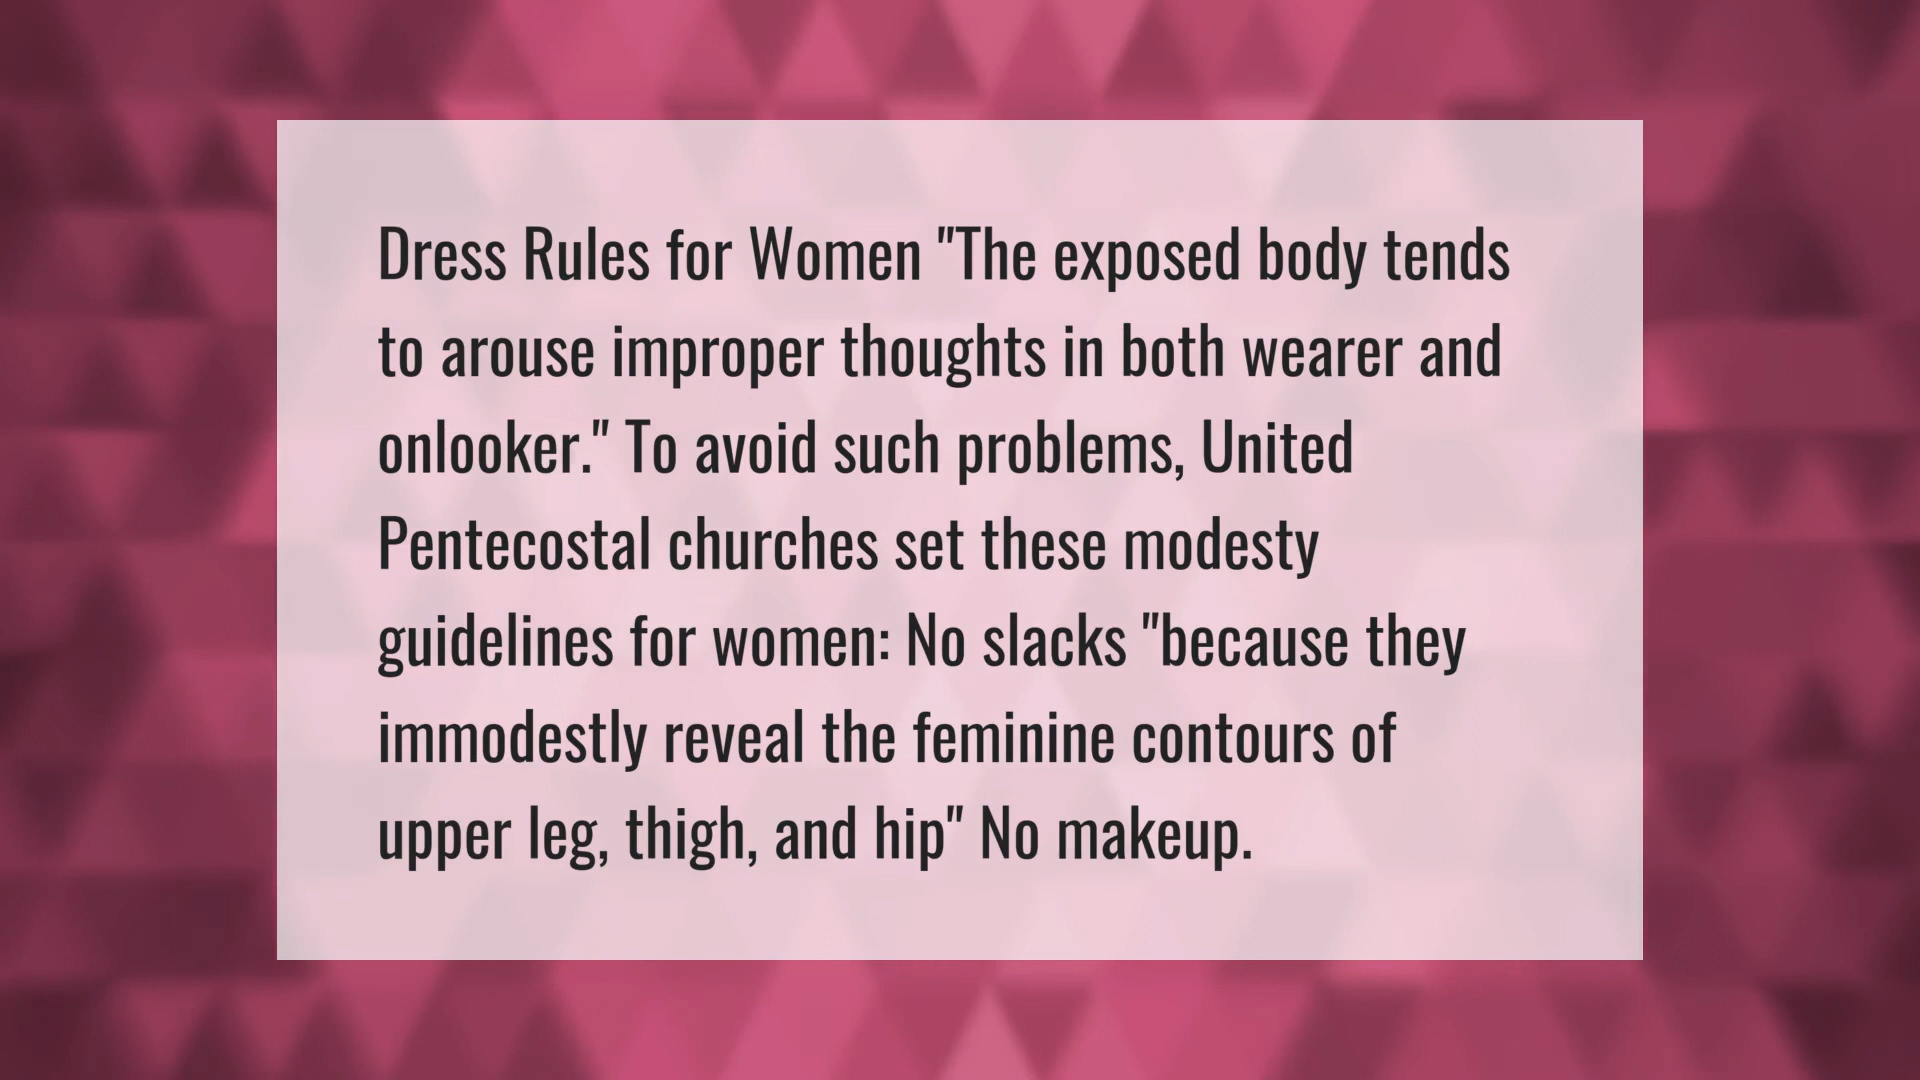 Dress Rules for Women "The exposed body tends
to arouse improper thoughts in both wearer and
onlooker." To avoid such problems, United
Pentecostal churches set these modesty
guidelines for women: No slacks "because they
immodestly reveal the feminine contours of
upper leg, thigh, and hip" No makeup.